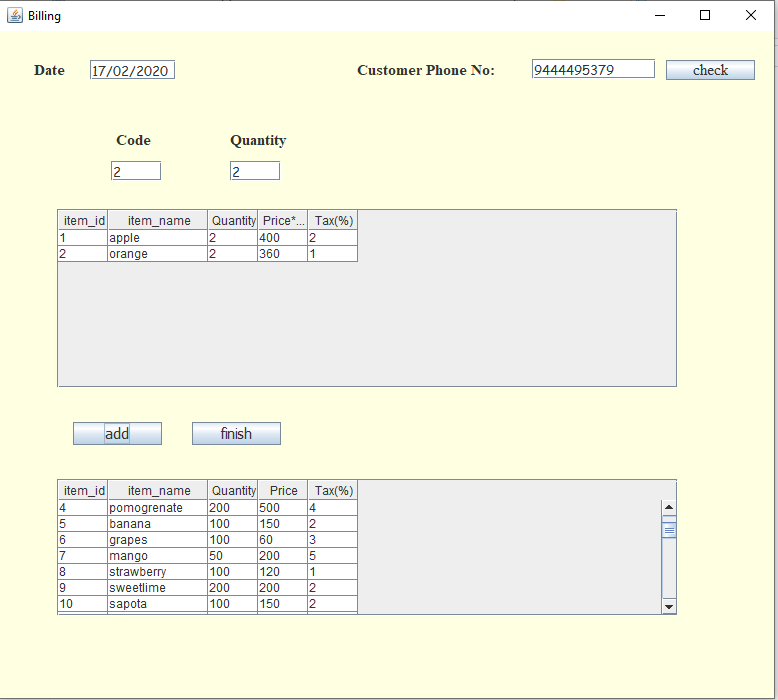 Billing
Date 17/02/2020 Customer Phone No: 9444495379 check
Code Quantity
2 2
item_id item_name Quantity Price*... Tax(%)
1 apple 2 400 2
2 orange 2 360 1
add finish
item_id item_name Quantity Price Tax(%)
4 pomogrenate 200 500 4
5 banana 100 150 2
6 grapes 100 60 3
7 mango 50 200 5
8 strawberry 100 120 1
9 sweetlime 200 200 2
10 sapota 100 150 2